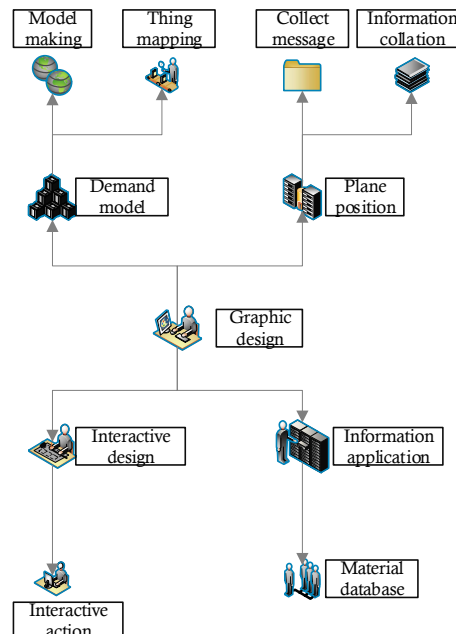 Model
making
Thing
mapping
Collect
message
Information
collation
Demand
model
Plane
position
Graphic
design
Interactive
design
Information
application
Interactive
action
Material
database